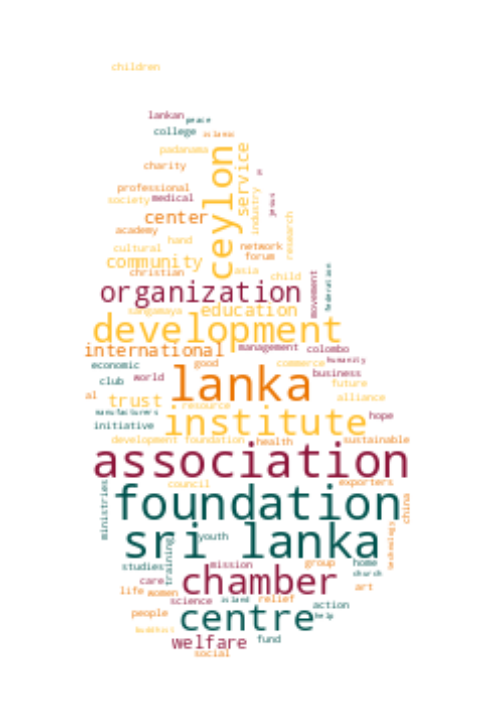 children
lankan
peace
college
islamic
padanama
ceylon
service
charity
professional
society
medical
jesus
industry
center
research
academy
hand
cultural
network
forum
community
christian
asia
child
movement
federation
organization
sangamaya
education
development
international
management
colombo
economic
good
commerce
humanity
club
world
business
future
lanka
al
trust
resource
alliance
manufacturers
institute
hope
initiative
development foundation
health
sustainable
association
ministries
council
exporters
china
foundation
sri lanka
youth
technology
training
studies
mission
group
home
church
care
chamber
life
women
art
science
island
relief
action
people
centre
help
buddhist
welfare
fund
social